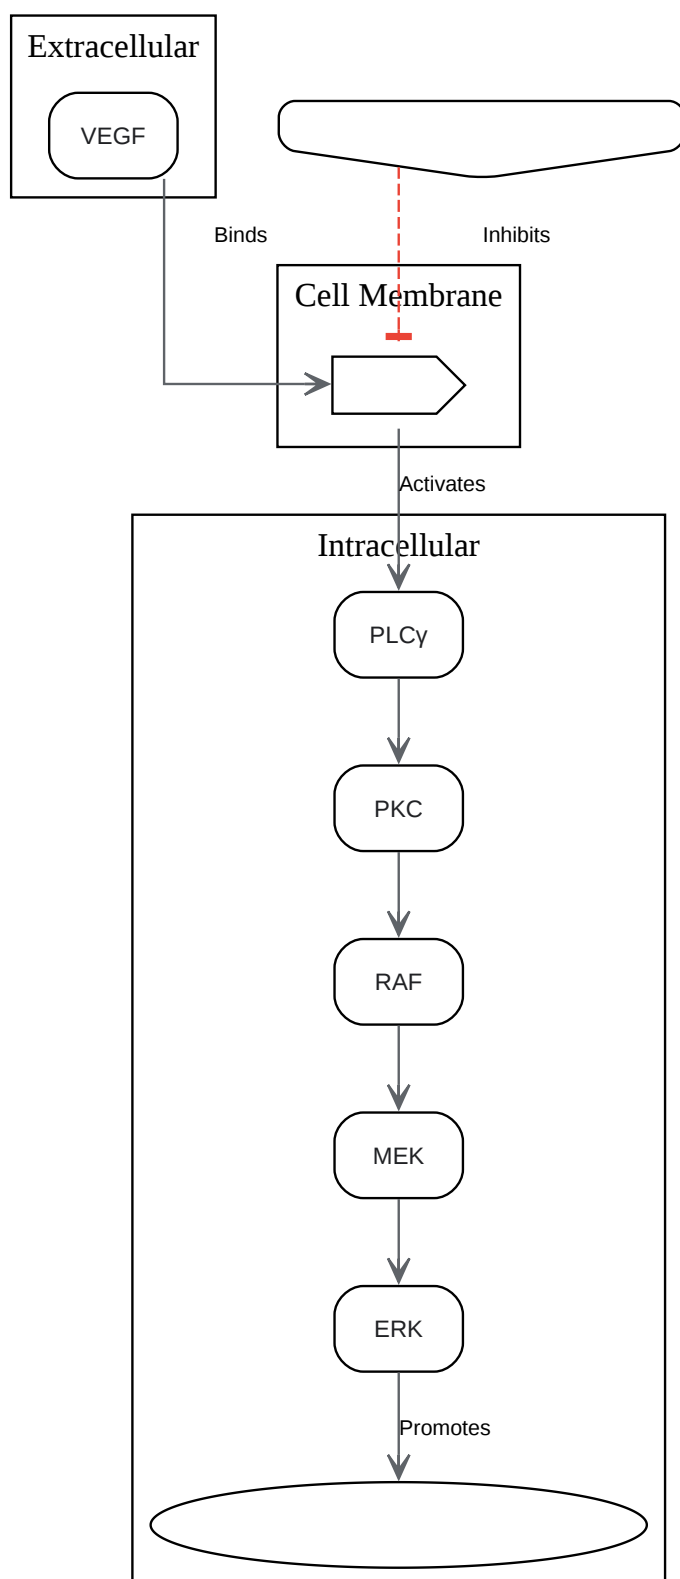 Extracellular
VEGF
Binds
Inhibits
Cell Membrane
Activates
Intracellular
PLCγ
PKC
RAF
MEK
ERK
Promotes